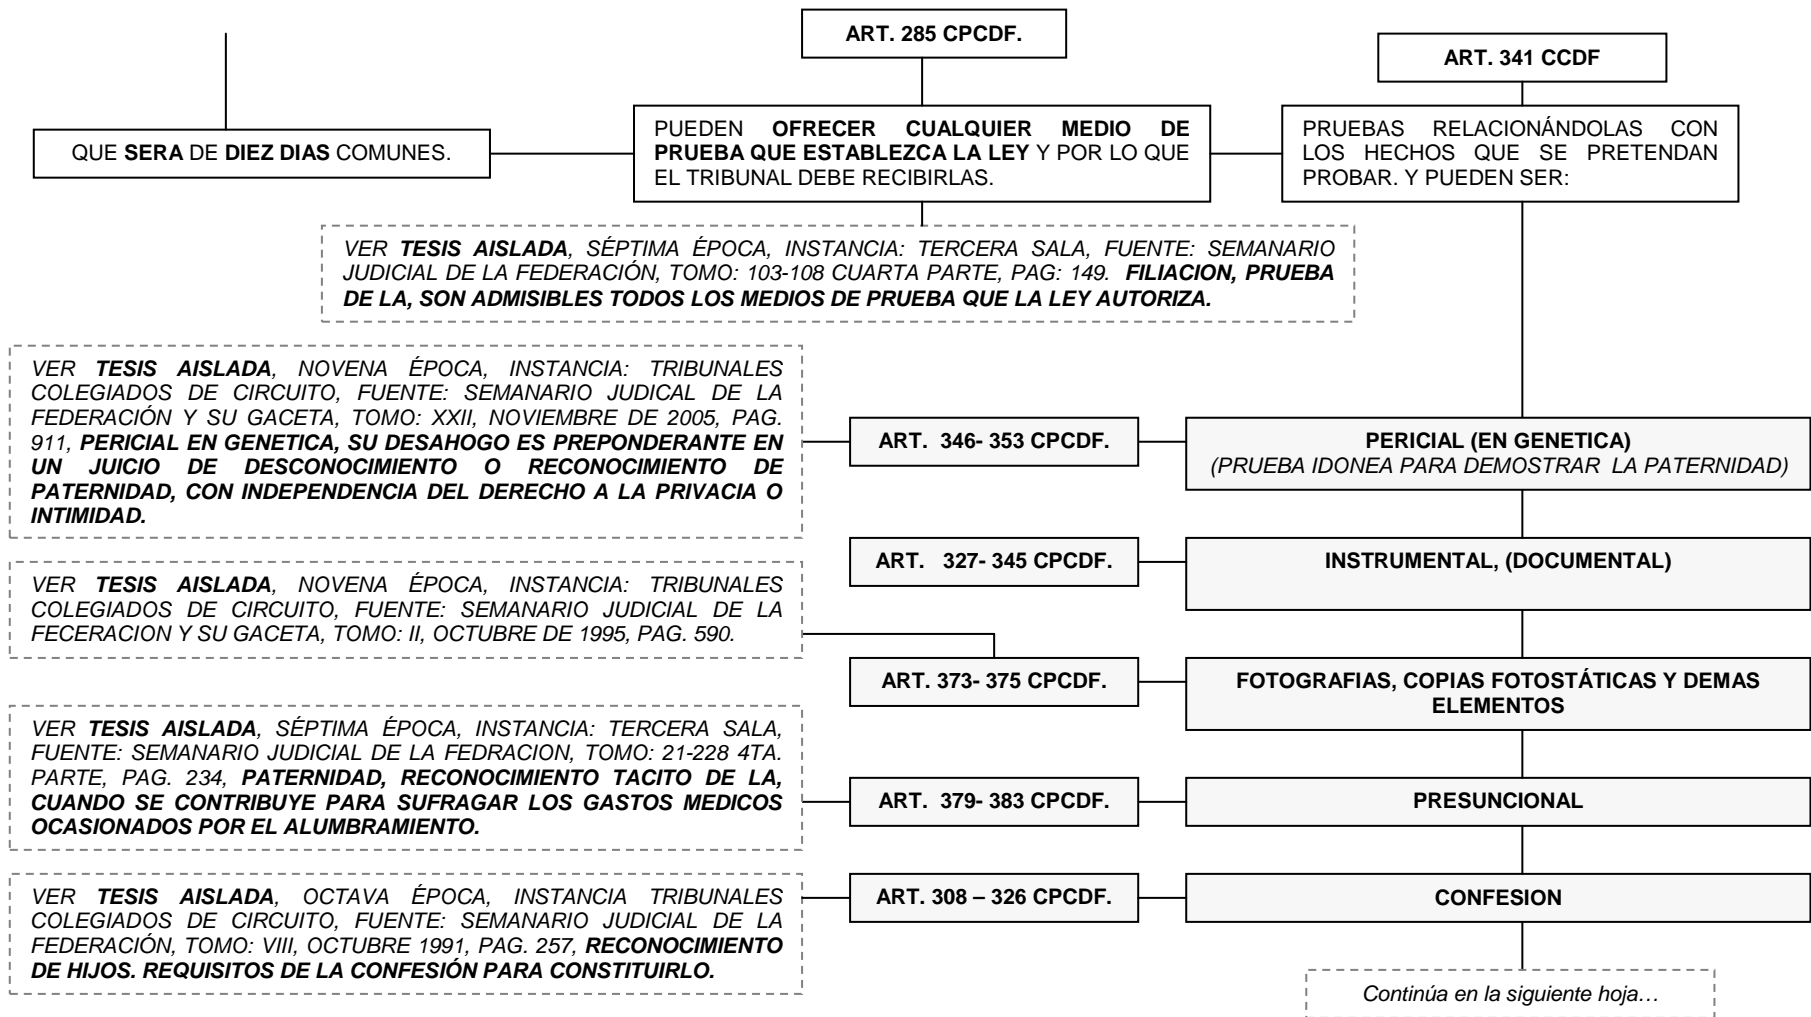 ART. 285 CPCDF.
ART. 341 CCDF
QUE SERA DE DIEZ DIAS COMUNES.
PUEDEN OFRECER CUALQUIER MEDIO DE
PRUEBA QUE ESTABLEZCA LA LEY Y POR LO QUE
EL TRIBUNAL DEBE RECIBIRLAS.
PRUEBAS RELACIONÁNDOLAS CON
LOS HECHOS QUE SE PRETENDAN
PROBAR. Y PUEDEN SER:
VER TESIS AISLADA, SÉPTIMA ÉPOCA, INSTANCIA: TERCERA SALA, FUENTE: SEMANARIO
JUDICIAL DE LA FEDERACIÓN, TOMO: 103-108 CUARTA PARTE, PAG: 149. FILIACION, PRUEBA
DE LA, SON ADMISIBLES TODOS LOS MEDIOS DE PRUEBA QUE LA LEY AUTORIZA.
VER TESIS AISLADA, NOVENA ÉPOCA, INSTANCIA: TRIBUNALES
COLEGIADOS DE CIRCUITO, FUENTE: SEMANARIO JUDICAL DE LA
FEDERACIÓN Y SU GACETA, TOMO: XXII, NOVIEMBRE DE 2005, PAG.
911, PERICIAL EN GENETICA, SU DESAHOGO ES PREPONDERANTE EN
UN JUICIO DE DESCONOCIMIENTO O RECONOCIMIENTO DE
PATERNIDAD, CON INDEPENDENCIA DEL DERECHO A LA PRIVACIA O
INTIMIDAD.
ART. 346- 353 CPCDF.
PERICIAL (EN GENETICA)
(PRUEBA IDONEA PARA DEMOSTRAR LA PATERNIDAD)
ART. 327- 345 CPCDF.
INSTRUMENTAL, (DOCUMENTAL)
VER TESIS AISLADA, NOVENA ÉPOCA, INSTANCIA: TRIBUNALES
COLEGIADOS DE CIRCUITO, FUENTE: SEMANARIO JUDICIAL DE LA
FECERACION Y SU GACETA, TOMO: II, OCTUBRE DE 1995, PAG. 590.
ART. 373- 375 CPCDF.
FOTOGRAFIAS, COPIAS FOTOSTÁTICAS Y DEMAS
ELEMENTOS
VER TESIS AISLADA, SÉPTIMA ÉPOCA, INSTANCIA: TERCERA SALA,
FUENTE: SEMANARIO JUDICIAL DE LA FEDRACION, TOMO: 21-228 4TA.
PARTE, PAG. 234, PATERNIDAD, RECONOCIMIENTO TACITO DE LA,
CUANDO SE CONTRIBUYE PARA SUFRAGAR LOS GASTOS MEDICOS
OCASIONADOS POR EL ALUMBRAMIENTO.
ART. 379- 383 CPCDF.
PRESUNCIONAL
VER TESIS AISLADA, OCTAVA ÉPOCA, INSTANCIA TRIBUNALES
COLEGIADOS DE CIRCUITO, FUENTE: SEMANARIO JUDICIAL DE LA
FEDERACIÓN, TOMO: VIII, OCTUBRE 1991, PAG. 257, RECONOCIMIENTO
DE HIJOS. REQUISITOS DE LA CONFESIÓN PARA CONSTITUIRLO.
ART. 308 – 326 CPCDF.
CONFESION
Continúa en la siguiente hoja…